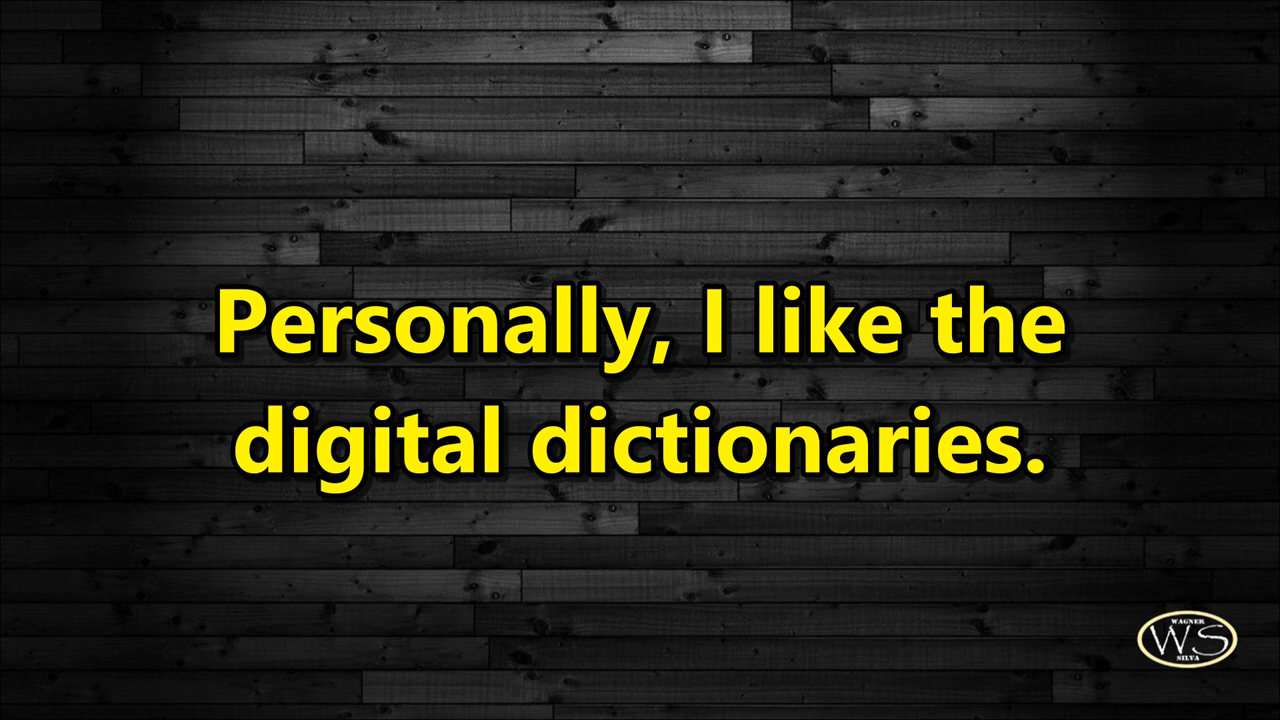 Personally, I like the
digital dictionaries.
WAGNER
WS
SILVA